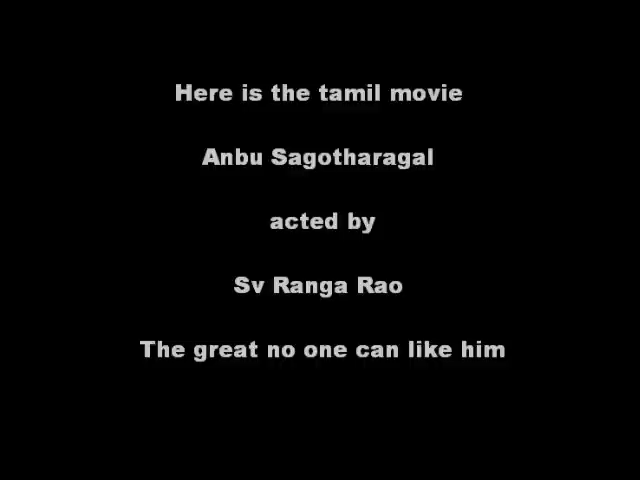 Here is the tamil movie
Anbu Sagotharagal
acted by
Sv Ranga Rao
The great no one can like him